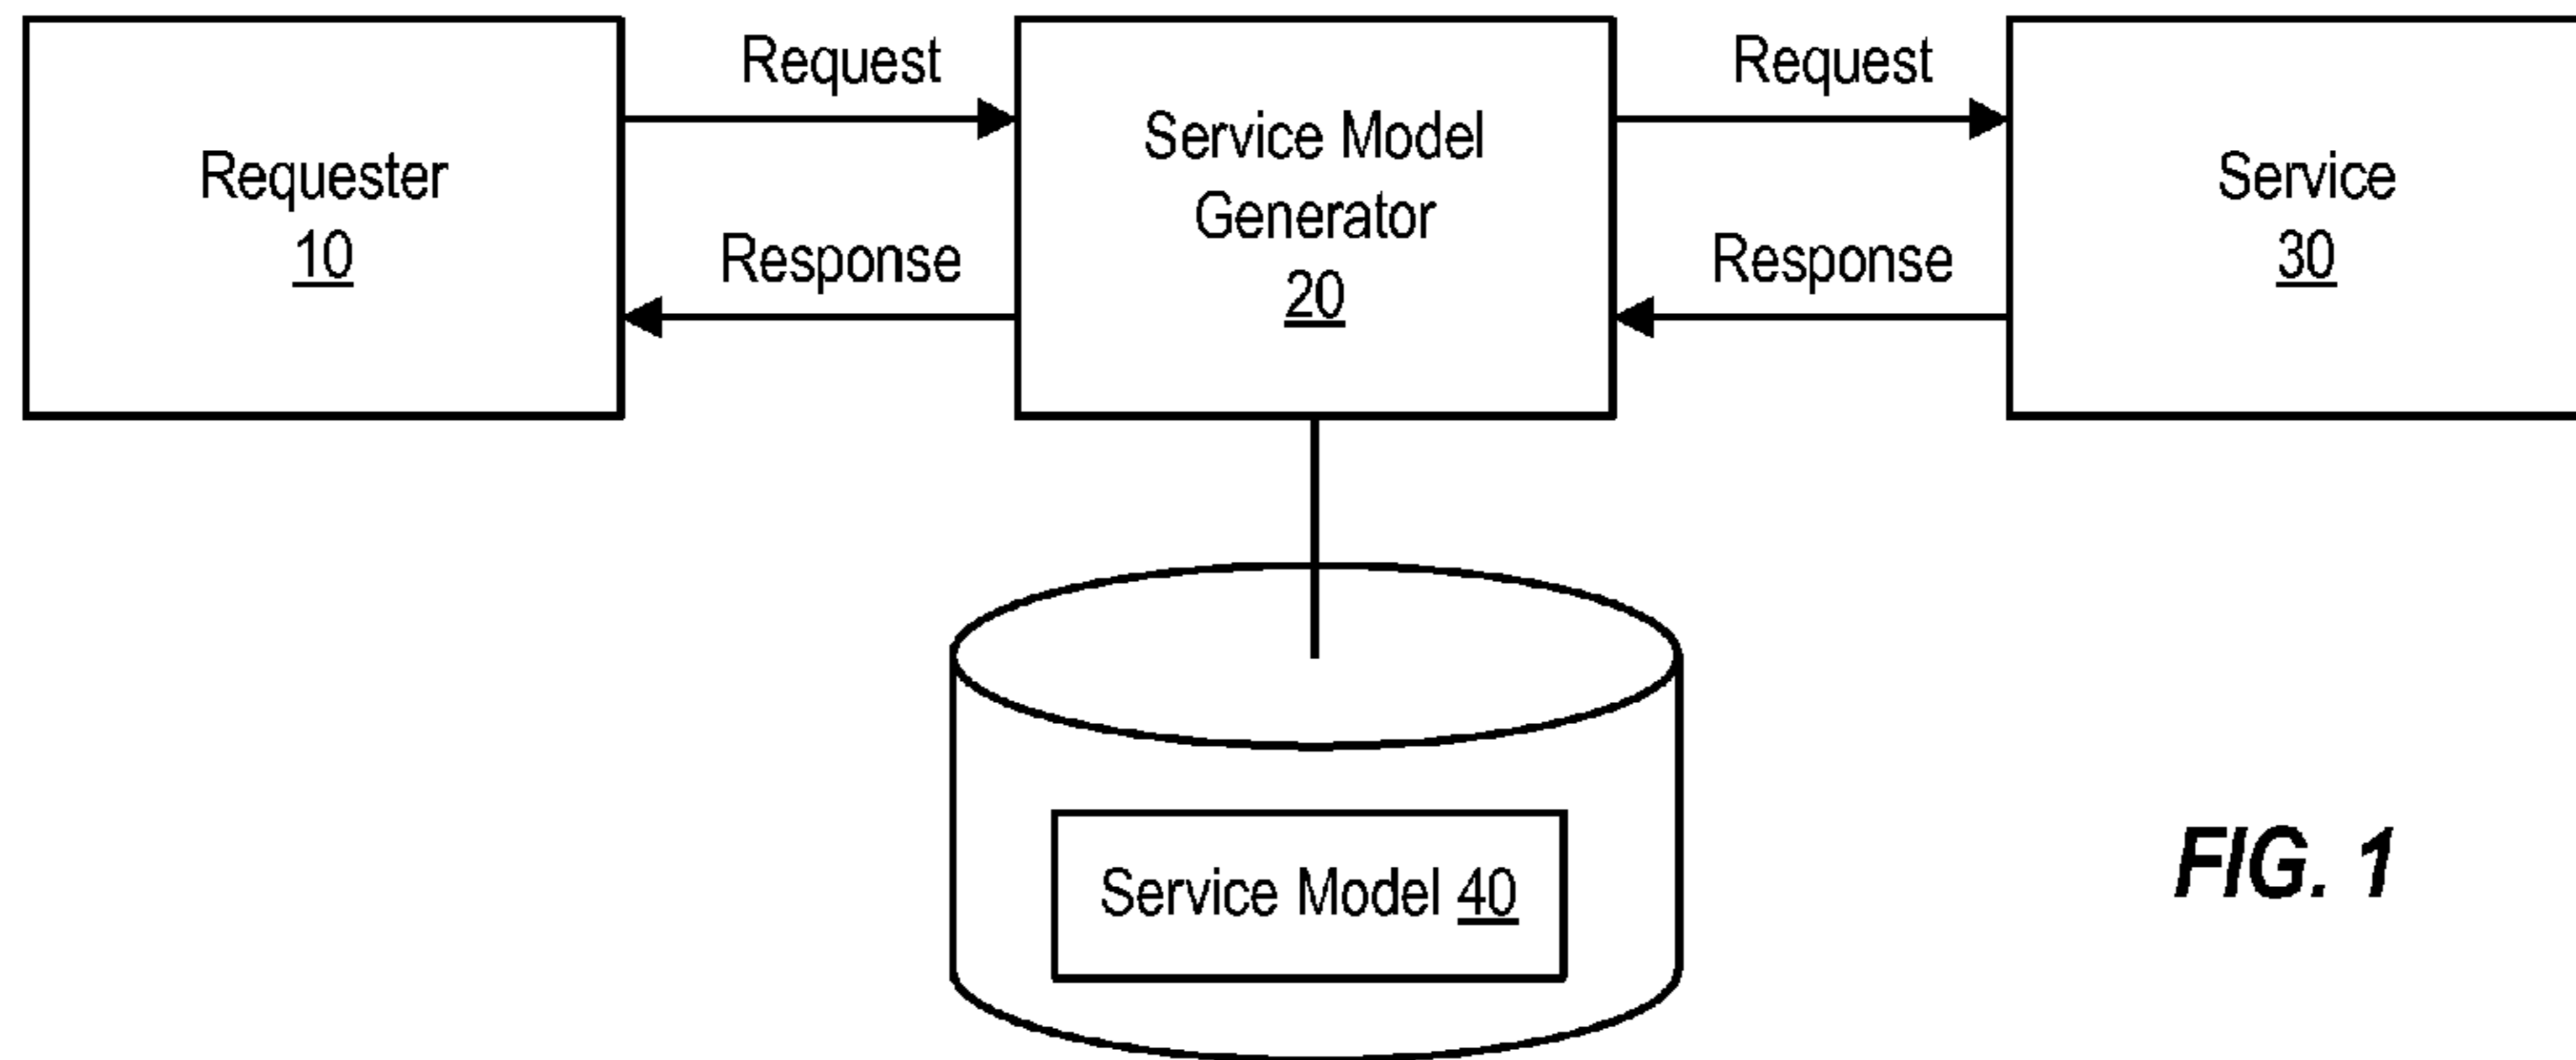 Requester
10
Request
Response
Service Model
Generator
20
Request
Response
Service
30
Service Model 40
FIG. 1